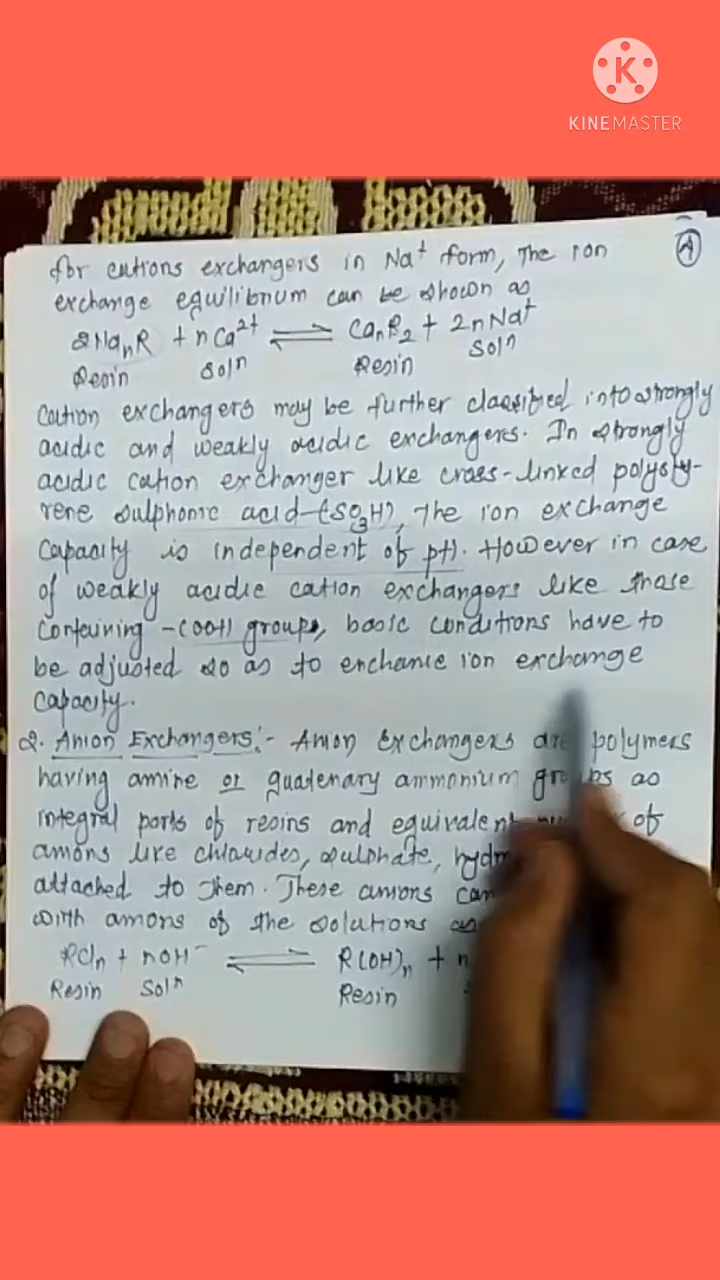 KINEMASTER
for cations exchangers in Na⁺ form, The ion
exchange equilibrium can be shown as
2NanR + nCa²⁺ ⇌ CanR₂ + 2nNa⁺
Resin Solⁿ Resin Solⁿ
Cation exchangers may be further classified into strongly
acidic and weakly acidic exchangers. In strongly
acidic cation exchanger like cross-linked polysty-
rene sulphonic acid-(SO₃H), The ion exchange
Capacity is independent of pH. However in case
of weakly acidic cation exchangers like those
Containing -COOH groups, basic conditions have to
be adjusted so as to enchance ion exchange
Capacity.
2. Anion Exchangers:- Anion Exchangers are polymers
having amine or quatenary ammonium groups as
integral parts of resins and equivalent of
anions like chlorides, sulphate,
attached to them. These anions can
with anions of the solutions as
RCln + nOH⁻ ⇌ R(OH)n + n
Resin Solⁿ Resin